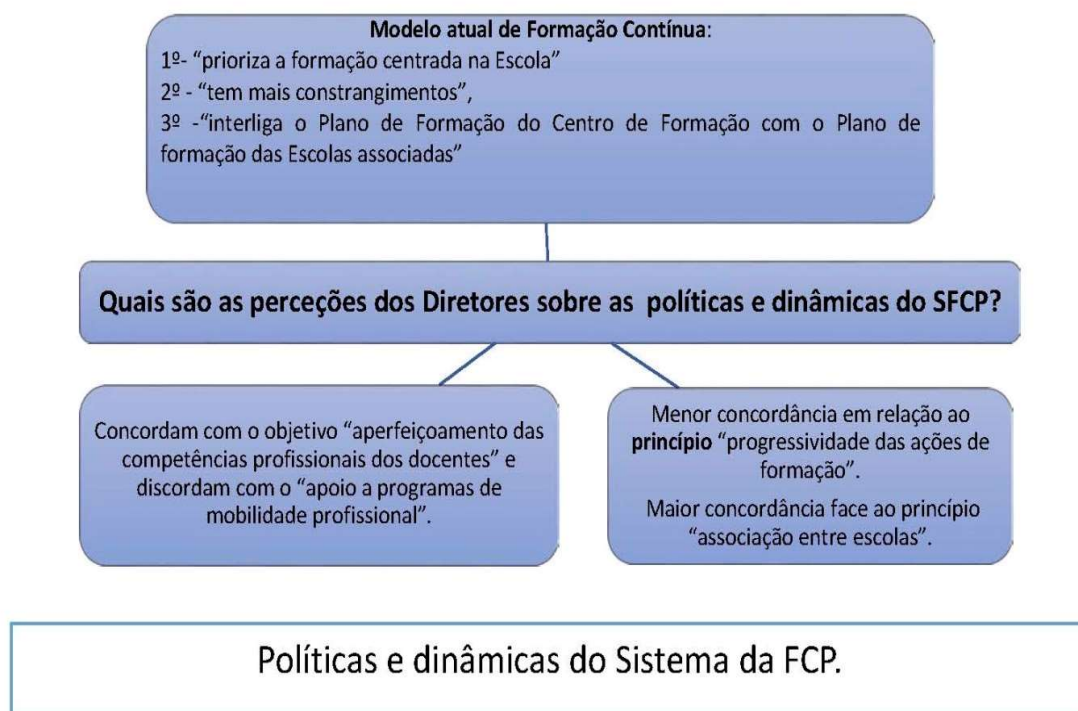 Modelo atual de Formação Contínua:
1º- “prioriza a formação centrada na Escola”
2º - “tem mais constrangimentos”,
3º -“interliga o Plano de Formação do Centro de Formação com o Plano de
formação das Escolas associadas”
Quais são as perceções dos Diretores sobre as políticas e dinâmicas do SFCP?
Concordam com o objetivo “aperfeiçoamento das
competências profissionais dos docentes” e
discordam com o “apoio a programas de
mobilidade profissional”.
Menor concordância em relação ao
princípio “progressividade das ações de
formação”.
Maior concordância face ao princípio
“associação entre escolas”.
Políticas e dinâmicas do Sistema da FCP.